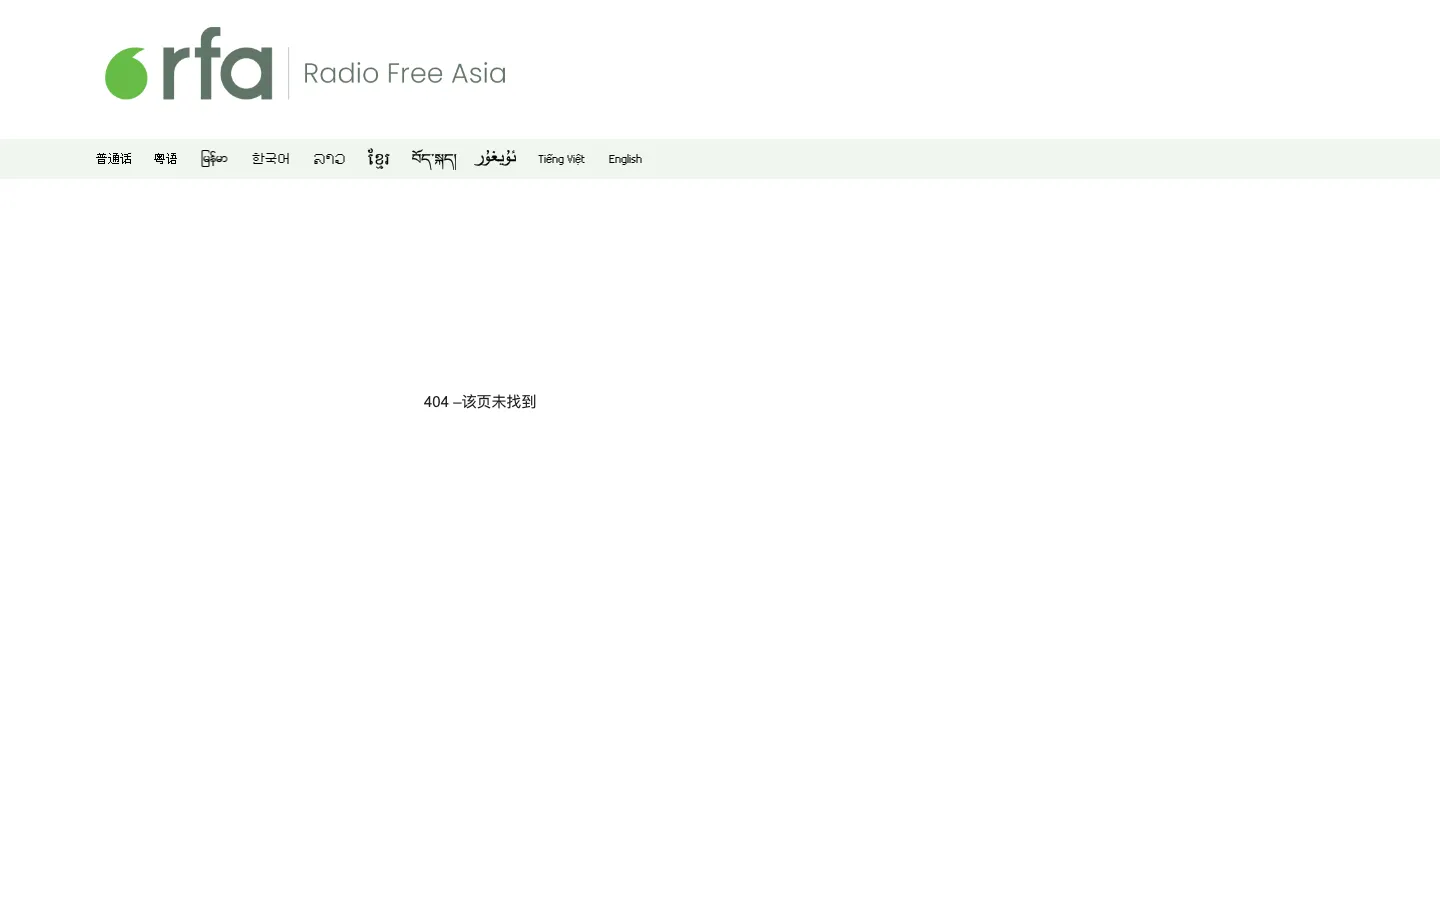 rfa Radio Free Asia
普通话 粤语 မြန်မာ 한국어 ລາວ ខ្មែរ བོད་སྐད། ئۇيغۇر Tiếng Việt English
404 –该页未找到